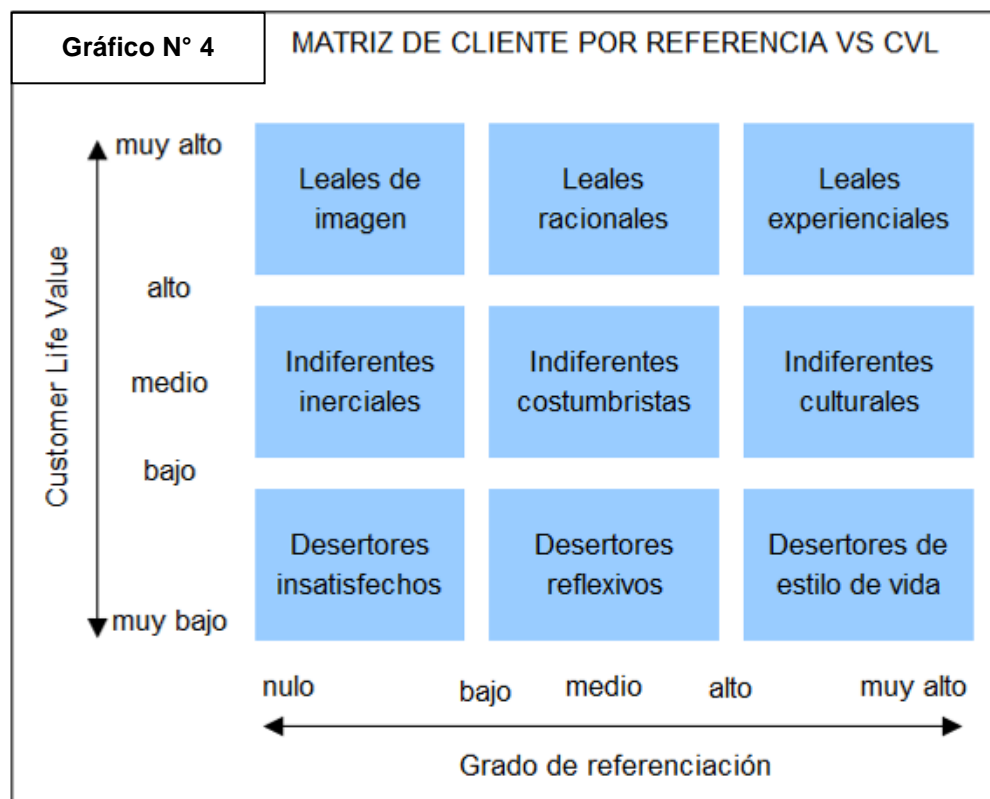 Gráfico N° 4
MATRIZ DE CLIENTE POR REFERENCIA VS CVL
Customer Life Value
muy alto
alto
medio
bajo
muy bajo
Leales de
imagen
Leales
racionales
Leales
experienciales
Indiferentes
inerciales
Indiferentes
costumbristas
Indiferentes
culturales
Desertores
insatisfechos
Desertores
reflexivos
Desertores de
estilo de vida
nulo
bajo
medio
alto
muy alto
Grado de referenciación